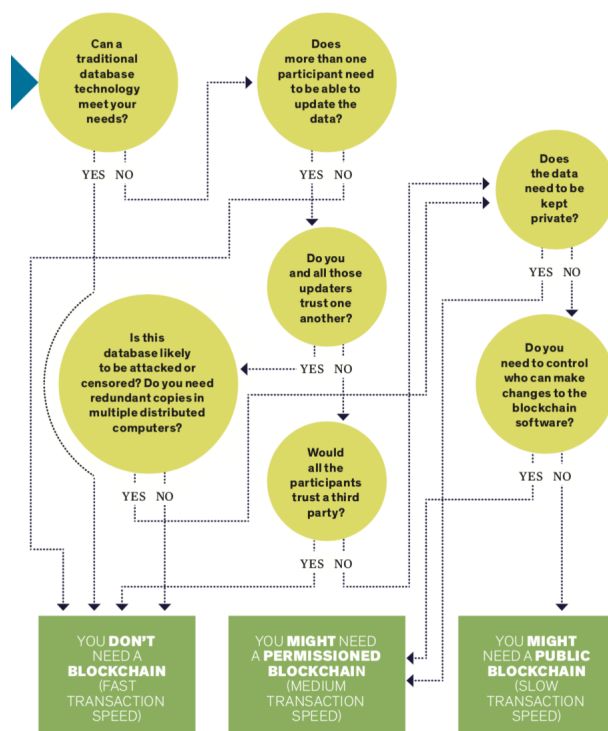 Can a
traditional
database
technology
meet your
needs?
YES NO
Does
more than one
participant need
to be able to
update the
data?
YES NO
Does
the data
need to be
kept
private?
YES NO
Do you
and all those
updaters
trust one
another?
YES NO
Is this
database likely
to be attacked or
censored? Do you need
redundant copies in
multiple distributed
computers?
YES NO
Do you
need to control
who can make
changes to the
blockchain
software?
YES NO
Would
all the
participants
trust a third
party?
YES NO
YOU DON'T
NEED A
BLOCKCHAIN
(FAST
TRANSACTION
SPEED)
YOU MIGHT NEED
A PERMISSIONED
BLOCKCHAIN
(MEDIUM
TRANSACTION
SPEED)
YOU MIGHT
NEED A PUBLIC
BLOCKCHAIN
(SLOW
TRANSACTION
SPEED)